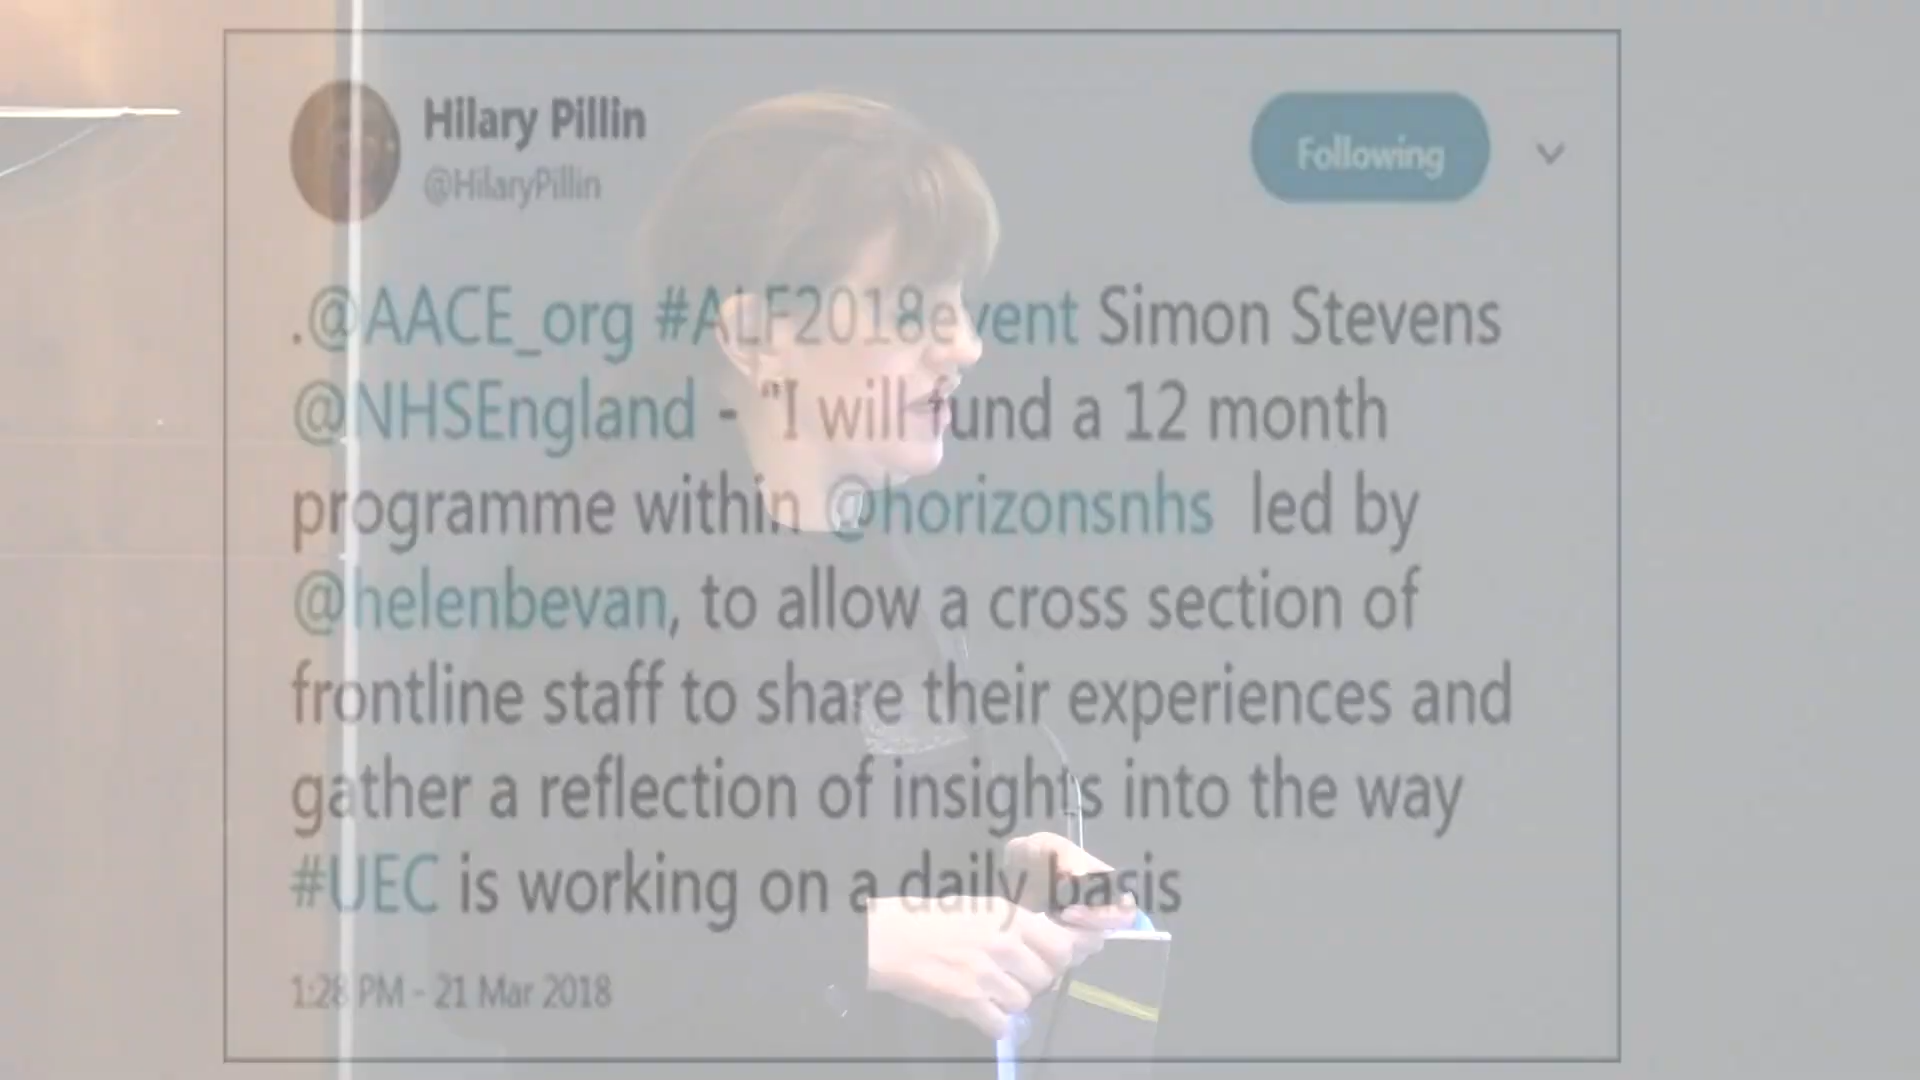 Hilary Pillin
@HilaryPillin
Following
.@AACE_org #ALF2018event Simon Stevens
@NHSEngland - "I will fund a 12 month
programme within @horizonsnhs led by
@helenbevan, to allow a cross section of
frontline staff to share their experiences and
gather a reflection of insights into the way
#UEC is working on a daily basis
1:28 PM - 21 Mar 2018